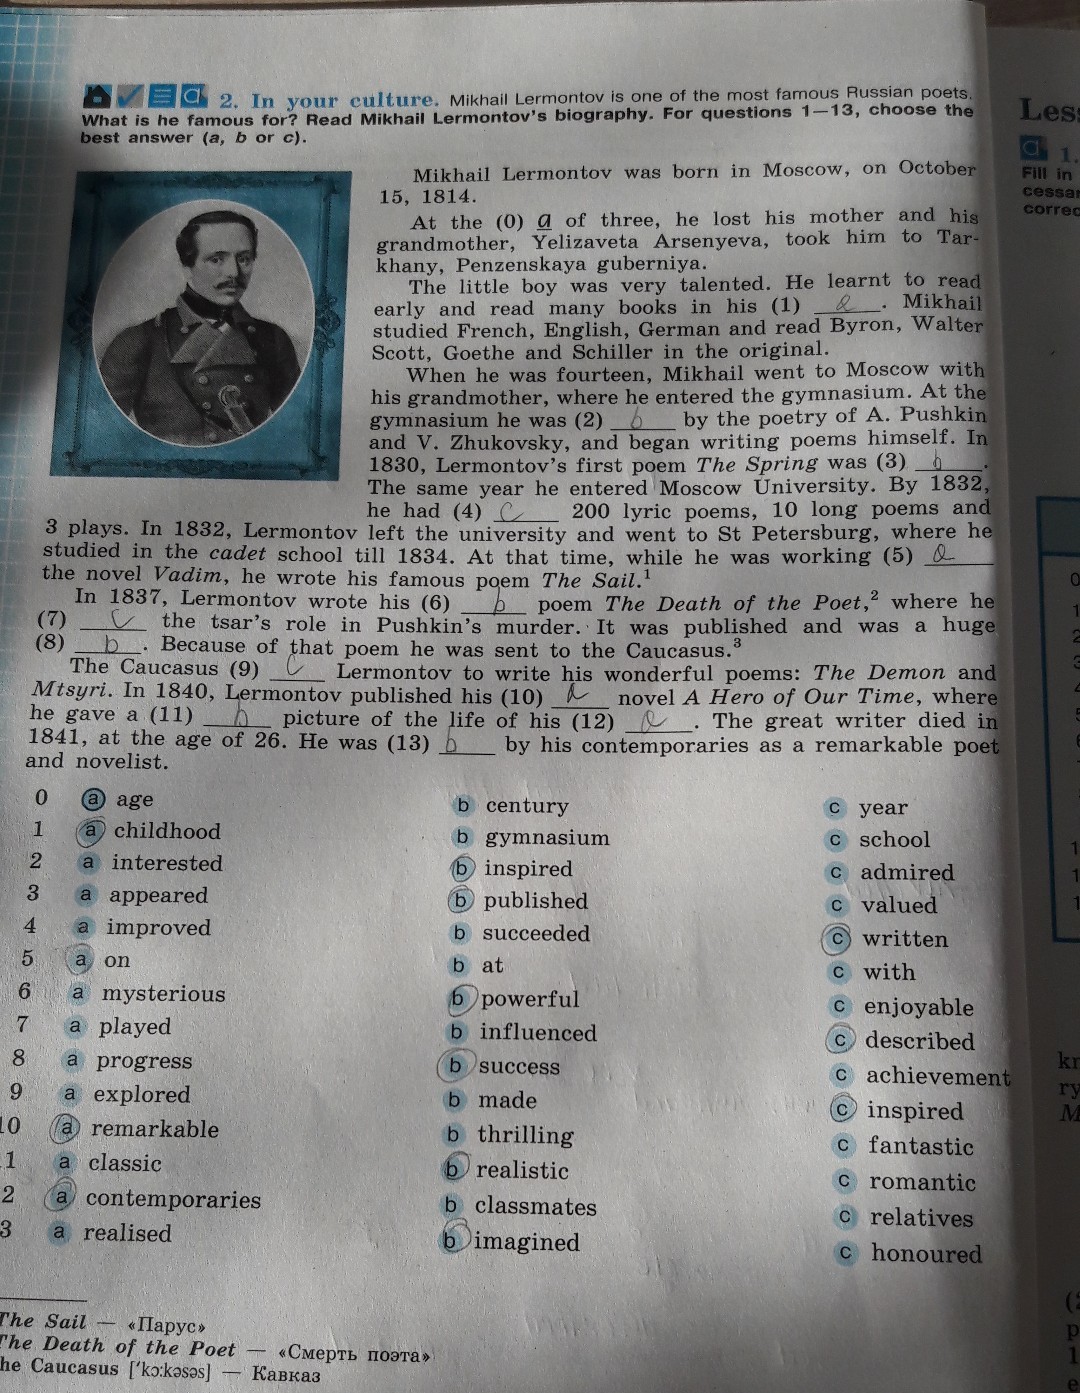 2. In your culture. Mikhail Lermontov is one of the most famous Russian poets.
What is he famous for? Read Mikhail Lermontov's biography. For questions 1—13, choose the
best answer (a, b or c).
Mikhail Lermontov was born in Moscow, on October
15, 1814.
At the (0) a of three, he lost his mother and his
grandmother, Yelizaveta Arsenyeva, took him to Tar-
khany, Penzenskaya guberniya.
The little boy was very talented. He learnt to read
early and read many books in his (1) a. Mikhail
studied French, English, German and read Byron, Walter
Scott, Goethe and Schiller in the original.
When he was fourteen, Mikhail went to Moscow with
his grandmother, where he entered the gymnasium. At the
gymnasium he was (2) b by the poetry of A. Pushkin
and V. Zhukovsky, and began writing poems himself. In
1830, Lermontov's first poem The Spring was (3) b.
The same year he entered Moscow University. By 1832,
he had (4) c 200 lyric poems, 10 long poems and
3 plays. In 1832, Lermontov left the university and went to St Petersburg, where he
studied in the cadet school till 1834. At that time, while he was working (5) a
the novel Vadim, he wrote his famous poem The Sail.¹
In 1837, Lermontov wrote his (6) b poem The Death of the Poet,² where he
(7) c the tsar's role in Pushkin's murder. It was published and was a huge
(8) b. Because of that poem he was sent to the Caucasus.³
The Caucasus (9) c Lermontov to write his wonderful poems: The Demon and
Mtsyri. In 1840, Lermontov published his (10) a novel A Hero of Our Time, where
he gave a (11) b picture of the life of his (12) a. The great writer died in
1841, at the age of 26. He was (13) b by his contemporaries as a remarkable poet
and novelist.
0 a age b century c year
1 a childhood b gymnasium c school
2 a interested b inspired c admired
3 a appeared b published c valued
4 a improved b succeeded c written
5 a on b at c with
6 a mysterious b powerful c enjoyable
7 a played b influenced c described
8 a progress b success c achievement
9 a explored b made c inspired
10 a remarkable b thrilling c fantastic
1 a classic b realistic c romantic
2 a contemporaries b classmates c relatives
3 a realised b imagined c honoured
The Sail — «Парус»
The Death of the Poet — «Смерть поэта»
he Caucasus ['kɔ:kəsəs] — Кавказ
Les
a 1.
Fill in
cessar
correc